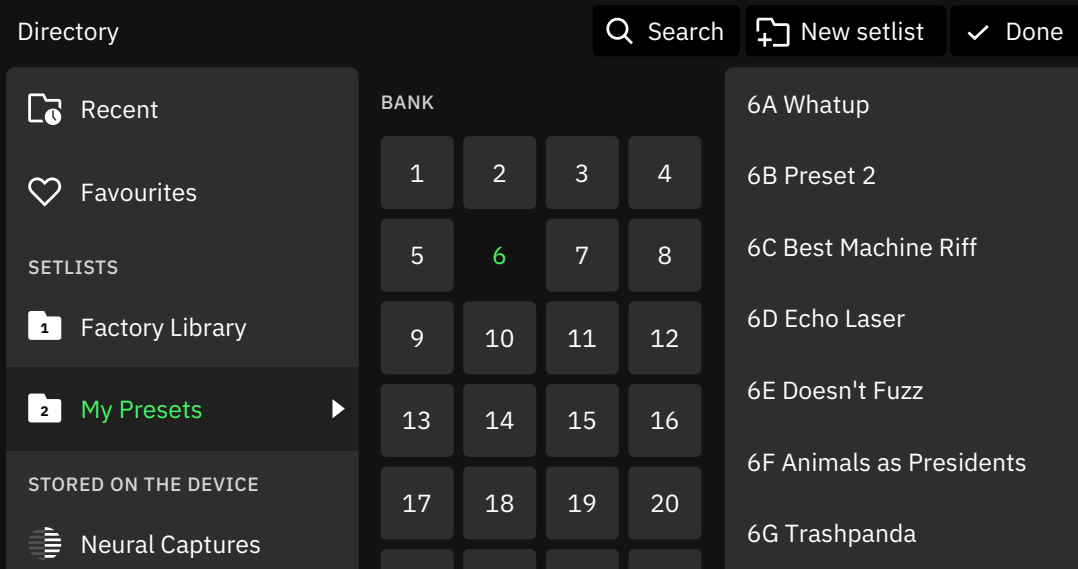 Directory
Search
New setlist
Done
Recent
Favourites
SETLISTS
1 Factory Library
2 My Presets
STORED ON THE DEVICE
Neural Captures
BANK
1 2 3 4
5 6 7 8
9 10 11 12
13 14 15 16
17 18 19 20
6A Whatup
6B Preset 2
6C Best Machine Riff
6D Echo Laser
6E Doesn't Fuzz
6F Animals as Presidents
6G Trashpanda